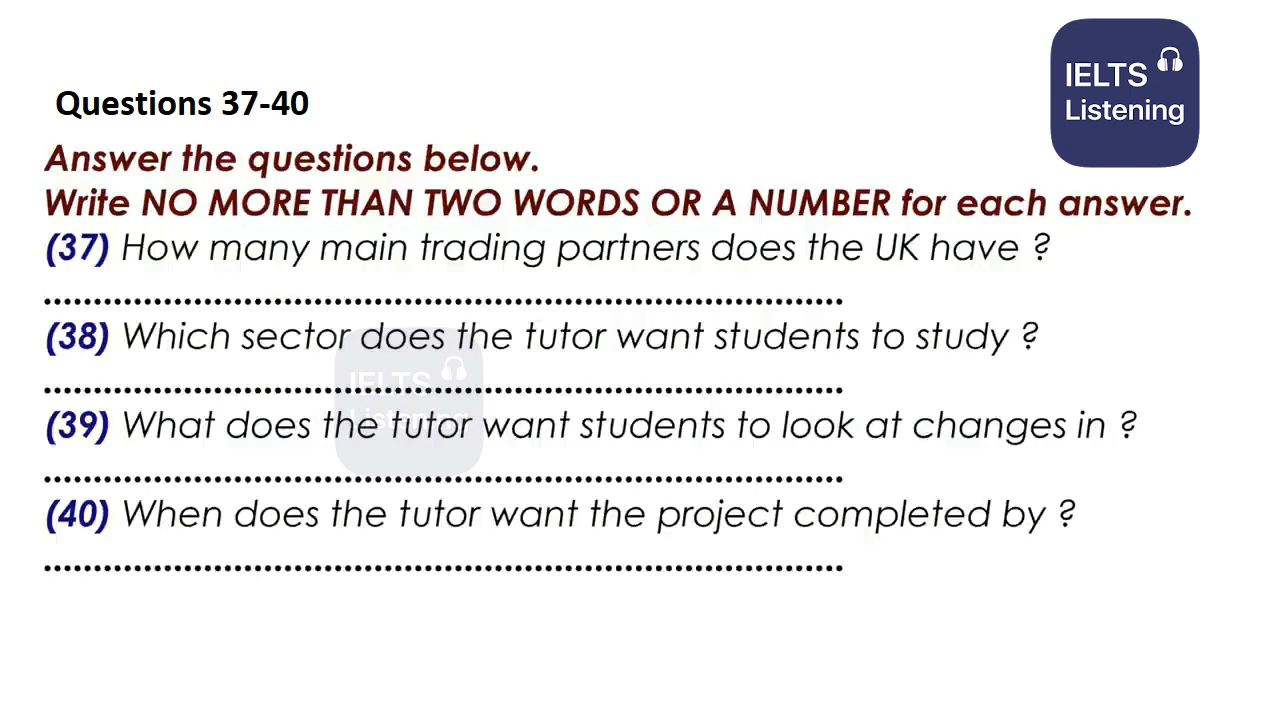 IELTS
Listening
Questions 37-40
Answer the questions below.
Write NO MORE THAN TWO WORDS OR A NUMBER for each answer.
(37) How many main trading partners does the UK have ?
................................................................................
(38) Which sector does the tutor want students to study ?
................................................................................
IELTS
Listening
(39) What does the tutor want students to look at changes in ?
................................................................................
(40) When does the tutor want the project completed by ?
................................................................................